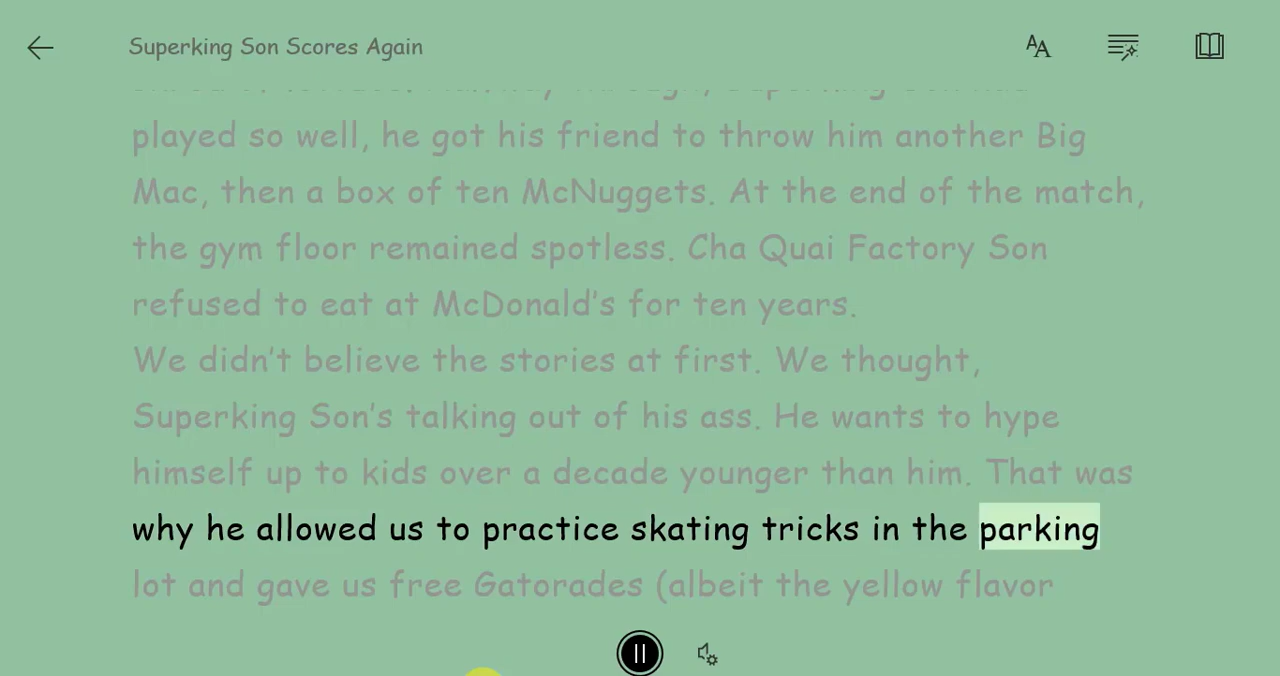 Superking Son Scores Again
played so well, he got his friend to throw him another Big
Mac, then a box of ten McNuggets. At the end of the match,
the gym floor remained spotless. Cha Quai Factory Son
refused to eat at McDonald's for ten years.
We didn't believe the stories at first. We thought,
Superking Son's talking out of his ass. He wants to hype
himself up to kids over a decade younger than him. That was
why he allowed us to practice skating tricks in the parking
lot and gave us free Gatorades (albeit the yellow flavor